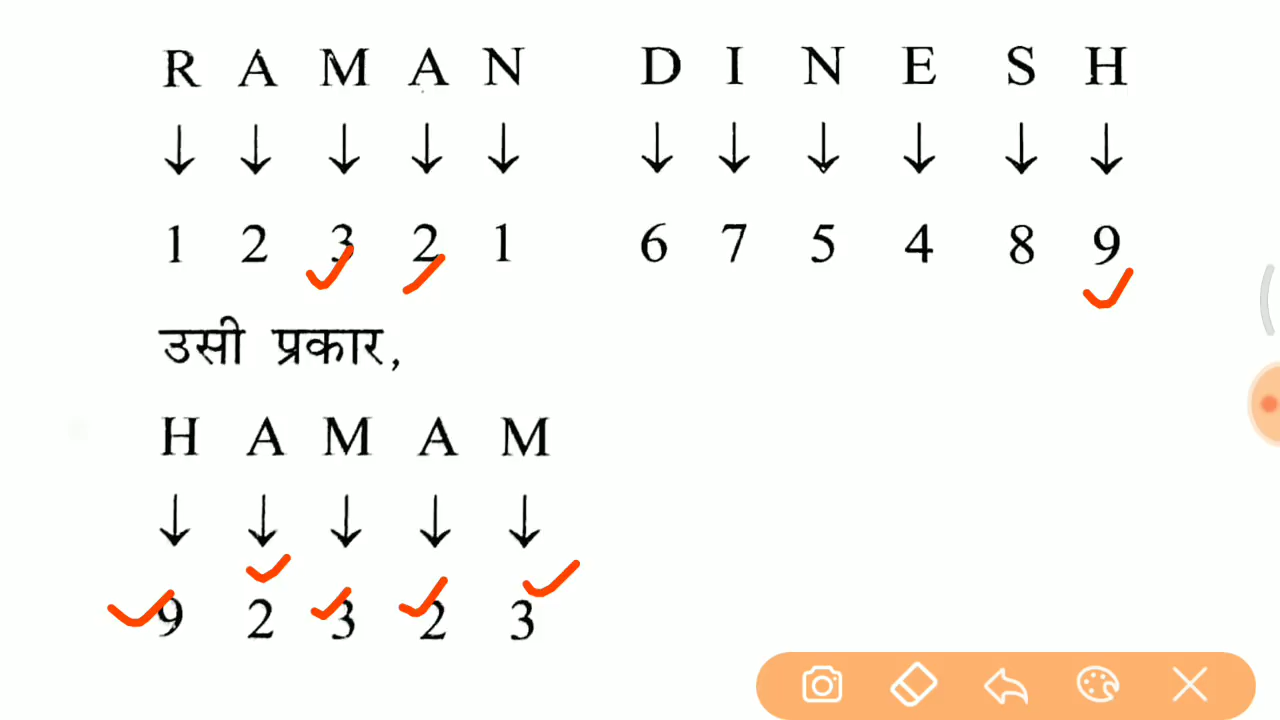 R A M A N D I N E S H
↓ ↓ ↓ ↓ ↓ ↓ ↓ ↓ ↓ ↓ ↓
1 2 3 2 1 6 7 5 4 8 9
उसी प्रकार,
H A M A M
↓ ↓ ↓ ↓ ↓
9 2 3 2 3